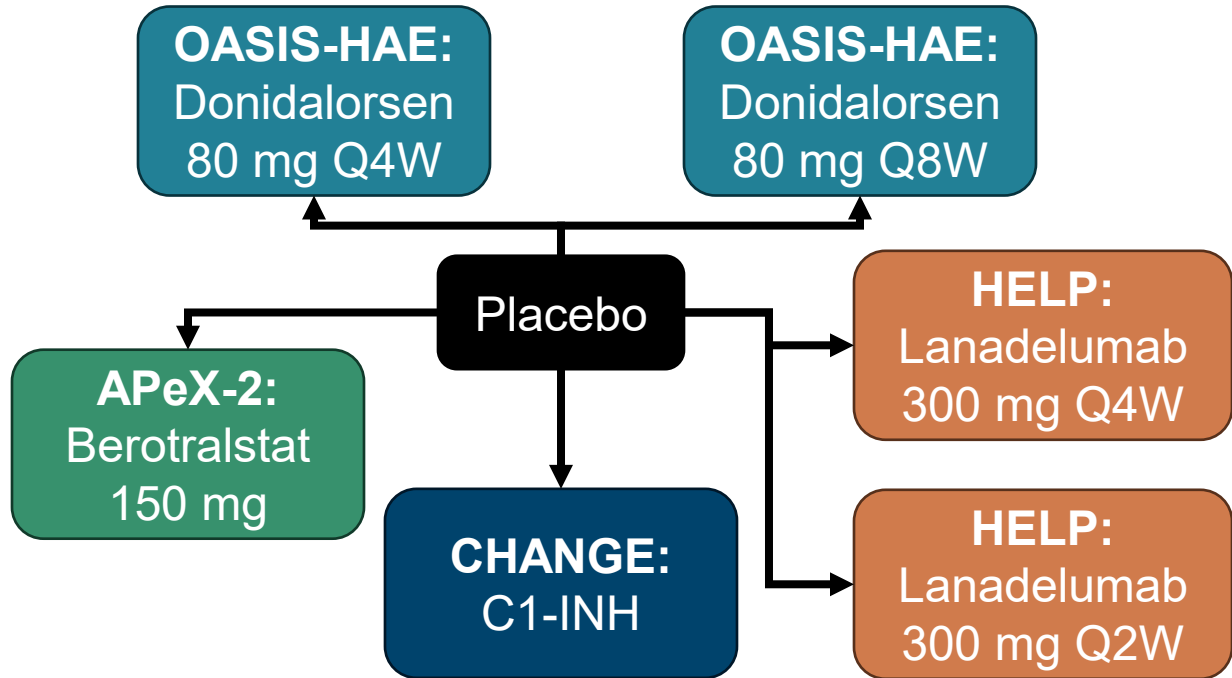 OASIS-HAE:
Donidalorsen
80 mg Q4W
OASIS-HAE:
Donidalorsen
80 mg Q8W
Placebo
HELP:
Lanadelumab
300 mg Q4W
APeX-2:
Berotralstat
150 mg
CHANGE:
C1-INH
HELP:
Lanadelumab
300 mg Q2W